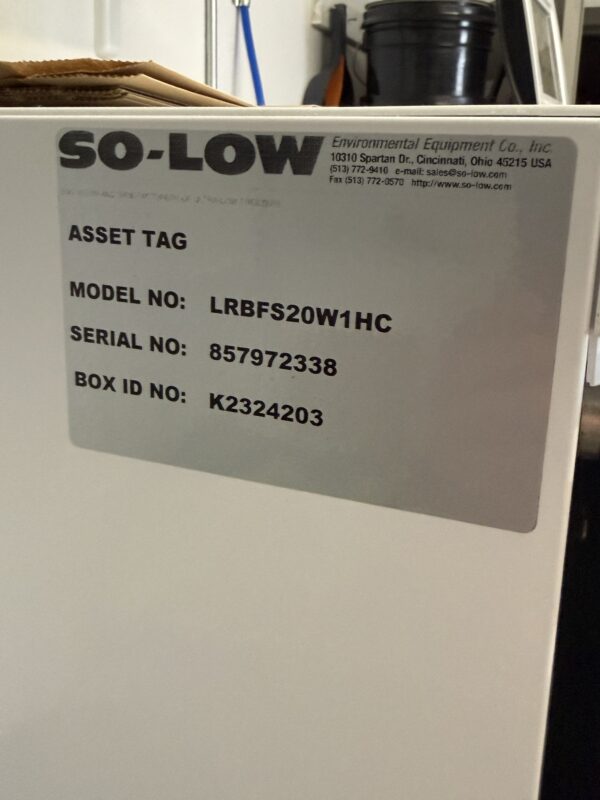 SO-LOW Environmental Equipment Co., Inc.
10310 Spartan Dr., Cincinnati, Ohio 45215 USA
(513) 772-9410 e-mail: sales@so-low.com
Fax (513) 772-0570 http://www.so-low.com
ASSET TAG
MODEL NO: LRBFS20W1HC
SERIAL NO: 857972338
BOX ID NO: K2324203